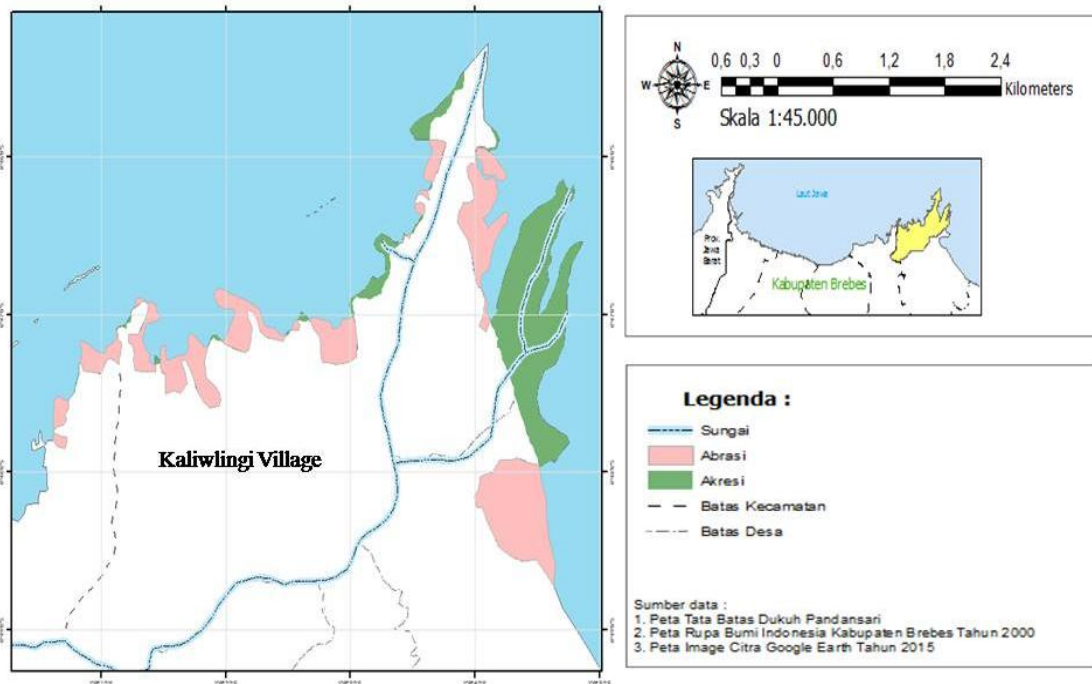 Kaliwlingi Village
N
W E
S
0,6 0,3 0 0,6 1,2 1,8 2,4
Kilometers
Skala 1:45.000
Laut Jawa
Prov.
Jawa
Barat
Kabupaten Brebes
Legenda :
Sungai
Abrasi
Akresi
Batas Kecamatan
Batas Desa
Sumber data :
1. Peta Tata Batas Dukuh Pandansari
2. Peta Rupa Bumi Indonesia Kabupaten Brebes Tahun 2000
3. Peta Image Citra Google Earth Tahun 2015